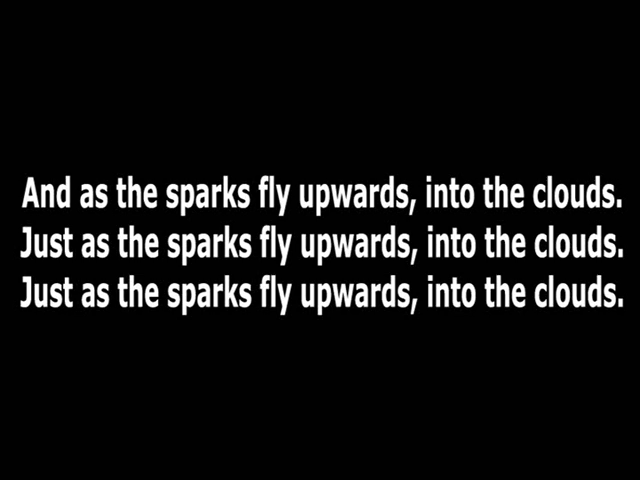 And as the sparks fly upwards, into the clouds.
Just as the sparks fly upwards, into the clouds.
Just as the sparks fly upwards, into the clouds.